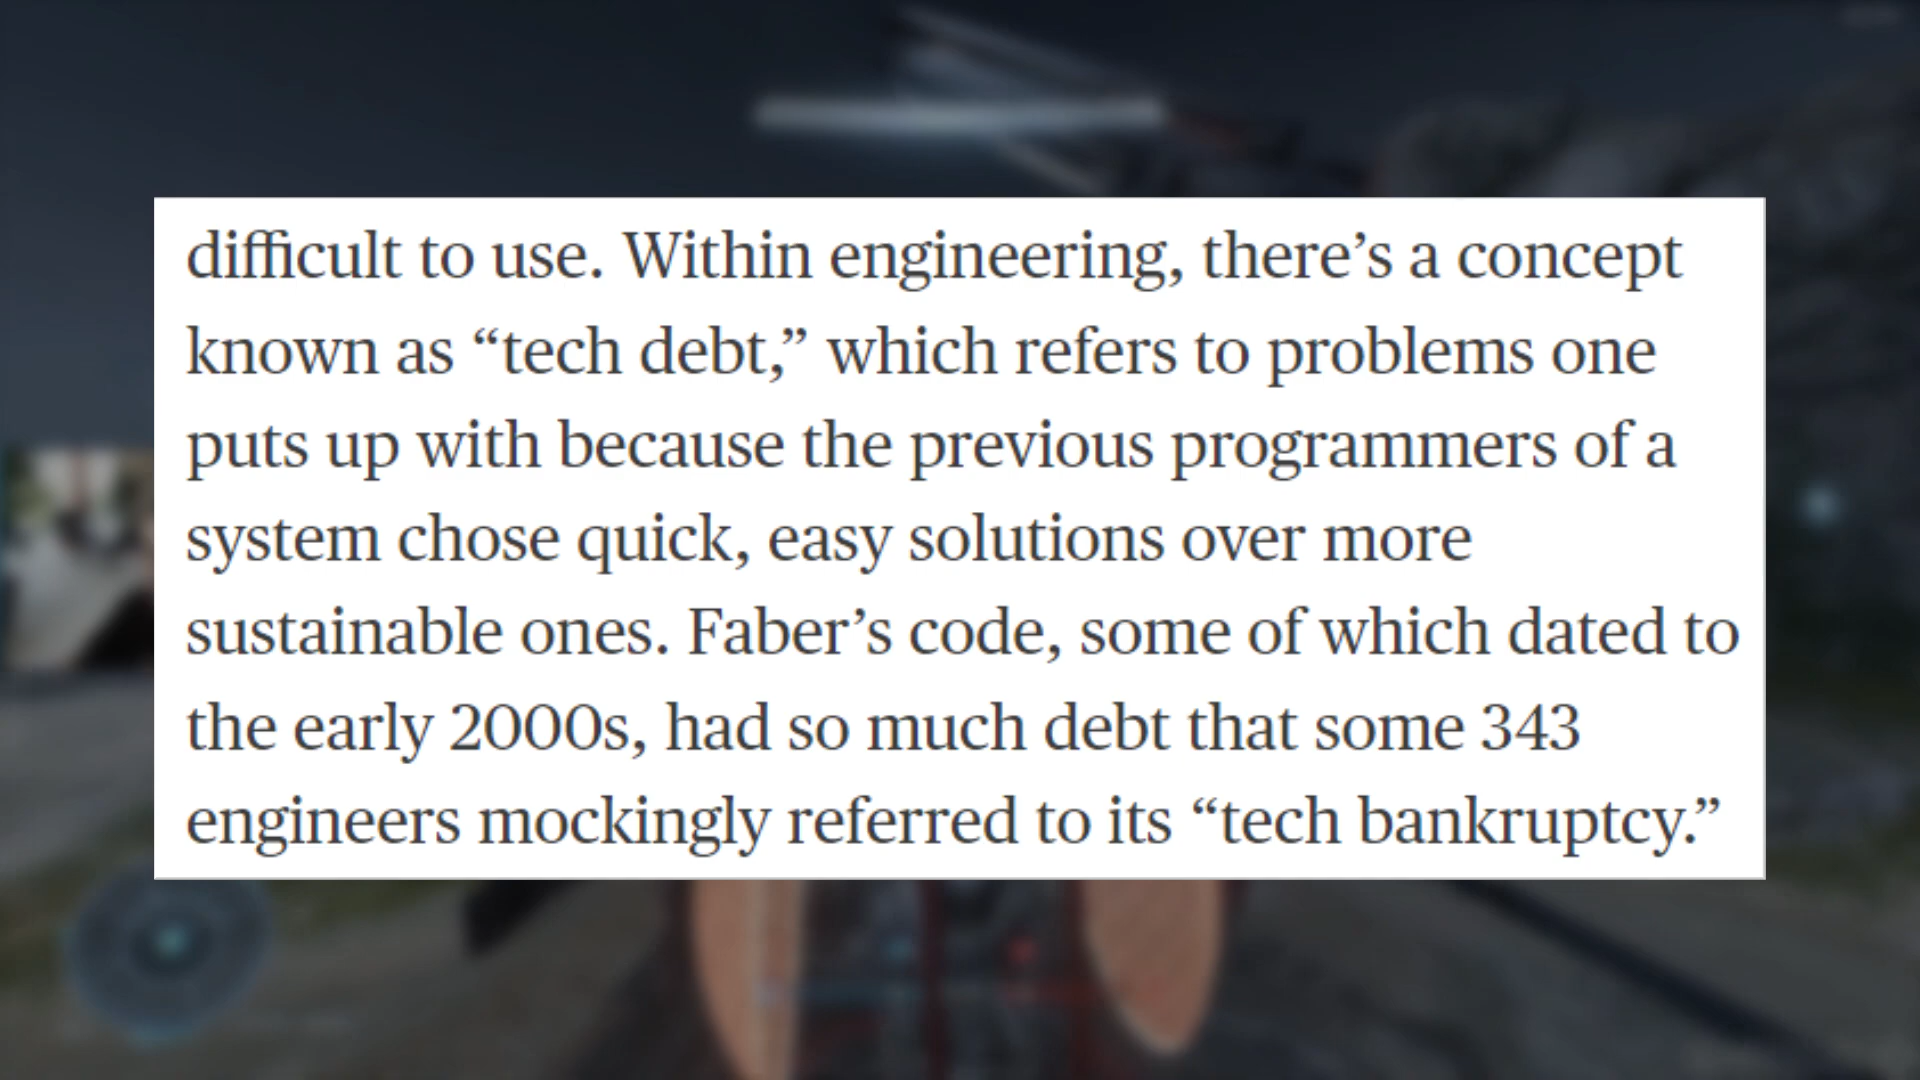 difficult to use. Within engineering, there’s a concept
known as “tech debt,” which refers to problems one
puts up with because the previous programmers of a
system chose quick, easy solutions over more
sustainable ones. Faber’s code, some of which dated to
the early 2000s, had so much debt that some 343
engineers mockingly referred to its “tech bankruptcy.”